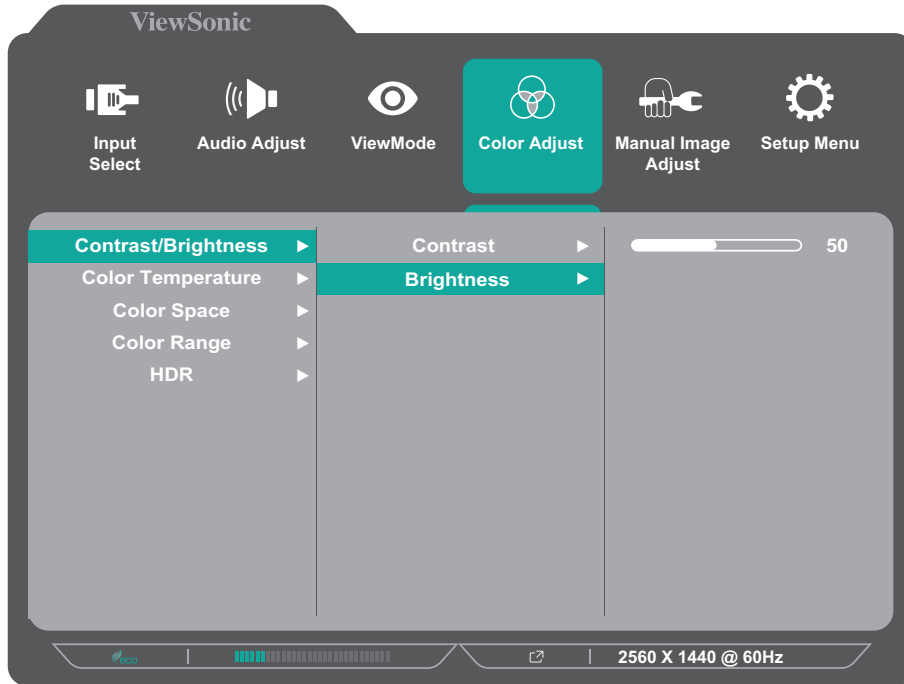 ViewSonic
Input Select
Audio Adjust
ViewMode
Color Adjust
Manual Image Adjust
Setup Menu
Contrast/Brightness
Contrast
50
Color Temperature
Brightness
Color Space
Color Range
HDR
eco
2560 X 1440 @ 60Hz